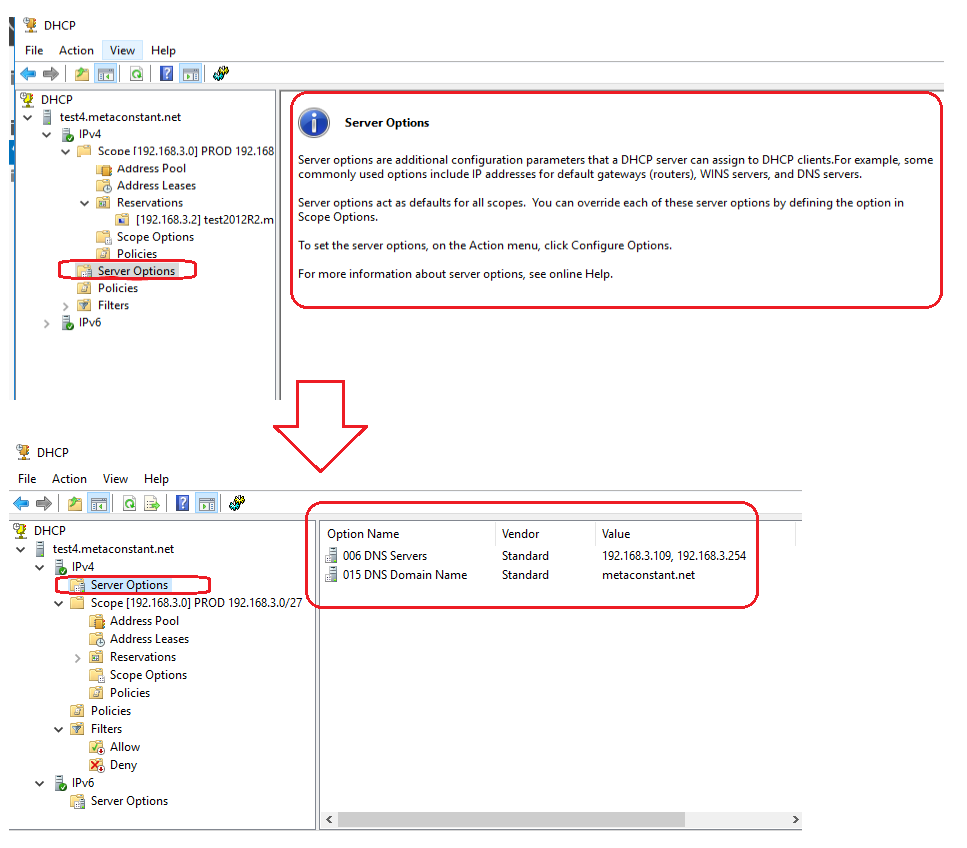 DHCP
File Action View Help
DHCP
test4.metaconstant.net
IPv4
Scope [192.168.3.0] PROD 192.168
Address Pool
Address Leases
Reservations
[192.168.3.2] test2012R2.m
Scope Options
Policies
Server Options
Policies
Filters
IPv6
Server Options
Server options are additional configuration parameters that a DHCP server can assign to DHCP clients.For example, some
commonly used options include IP addresses for default gateways (routers), WINS servers, and DNS servers.
Server options act as defaults for all scopes. You can override each of these server options by defining the option in
Scope Options.
To set the server options, on the Action menu, click Configure Options.
For more information about server options, see online Help.
DHCP
File Action View Help
DHCP
test4.metaconstant.net
IPv4
Server Options
Scope [192.168.3.0] PROD 192.168.3.0/27
Address Pool
Address Leases
Reservations
Scope Options
Policies
Policies
Filters
Allow
Deny
IPv6
Server Options
Option Name Vendor Value
006 DNS Servers Standard 192.168.3.109, 192.168.3.254
015 DNS Domain Name Standard metaconstant.net